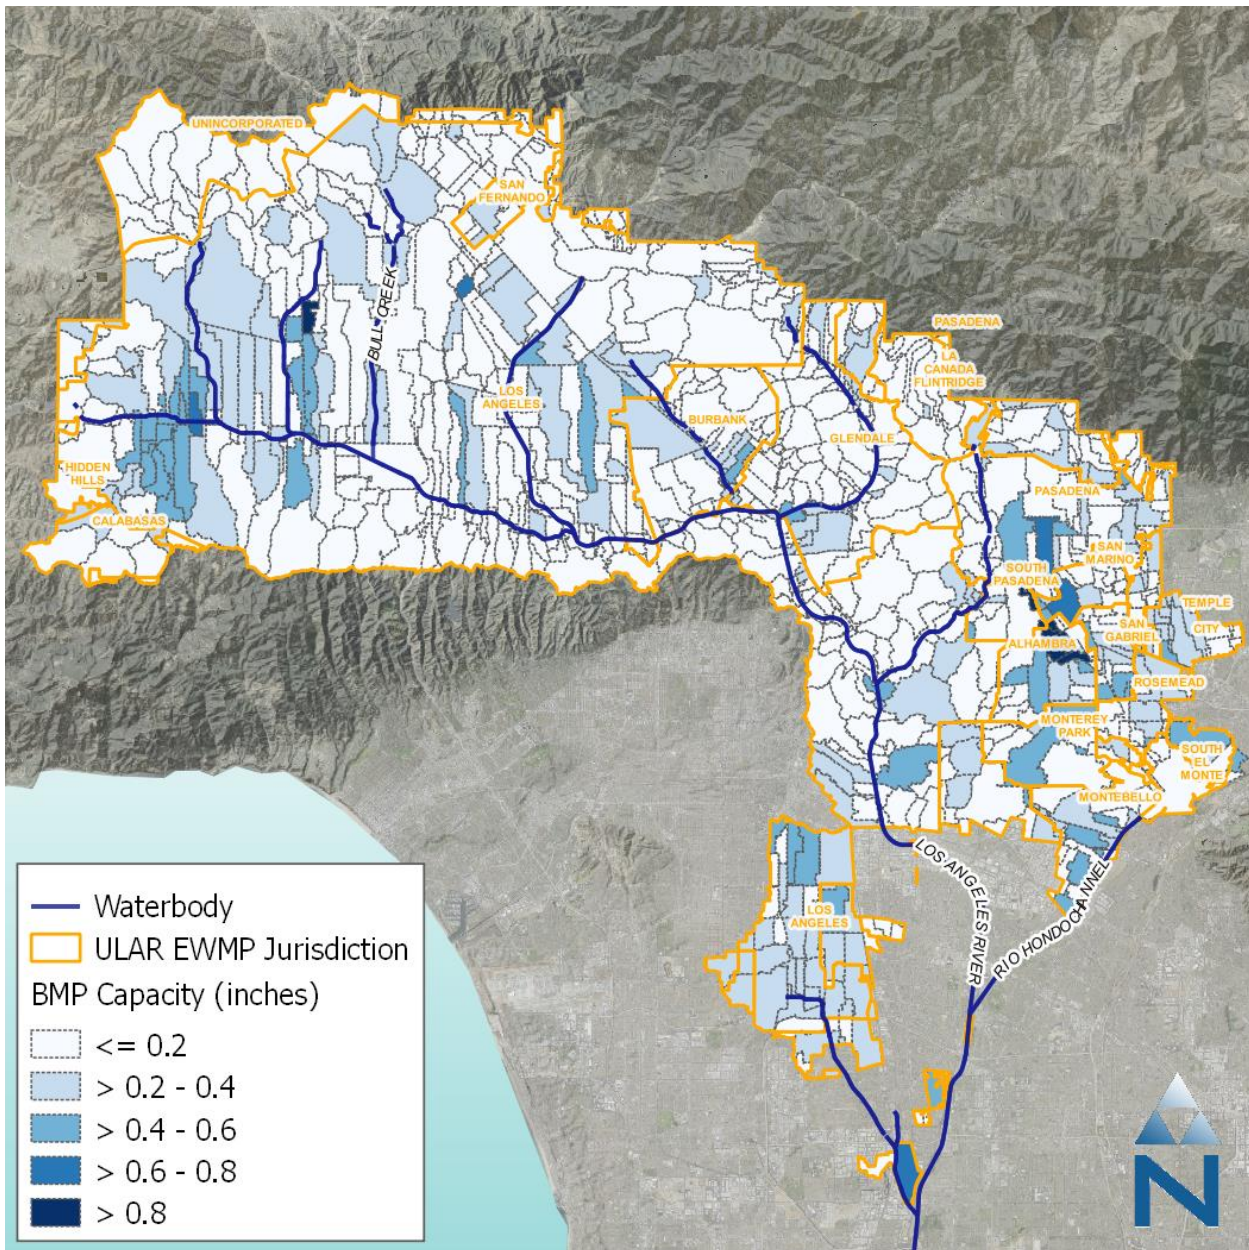 UNINCORPORATED
SAN
FERNANDO
BULL CREEK
PASADENA
LA
CANADA
FLINTRIDGE
LOS
ANGELES
BURBANK
GLENDALE
HIDDEN
HILLS
CALABASAS
PASADENA
SAN
MARINO
SOUTH
PASADENA
TEMPLE
CITY
SAN
GABRIEL
ALHAMBRA
ROSEMEAD
MONTEREY
PARK
SOUTH
EL
MONTE
MONTEBELLO
LOS ANGELES RIVER
RIO HONDO CHANNEL
LOS
ANGELES
Waterbody
ULAR EWMP Jurisdiction
BMP Capacity (inches)
<= 0.2
> 0.2 - 0.4
> 0.4 - 0.6
> 0.6 - 0.8
> 0.8
N